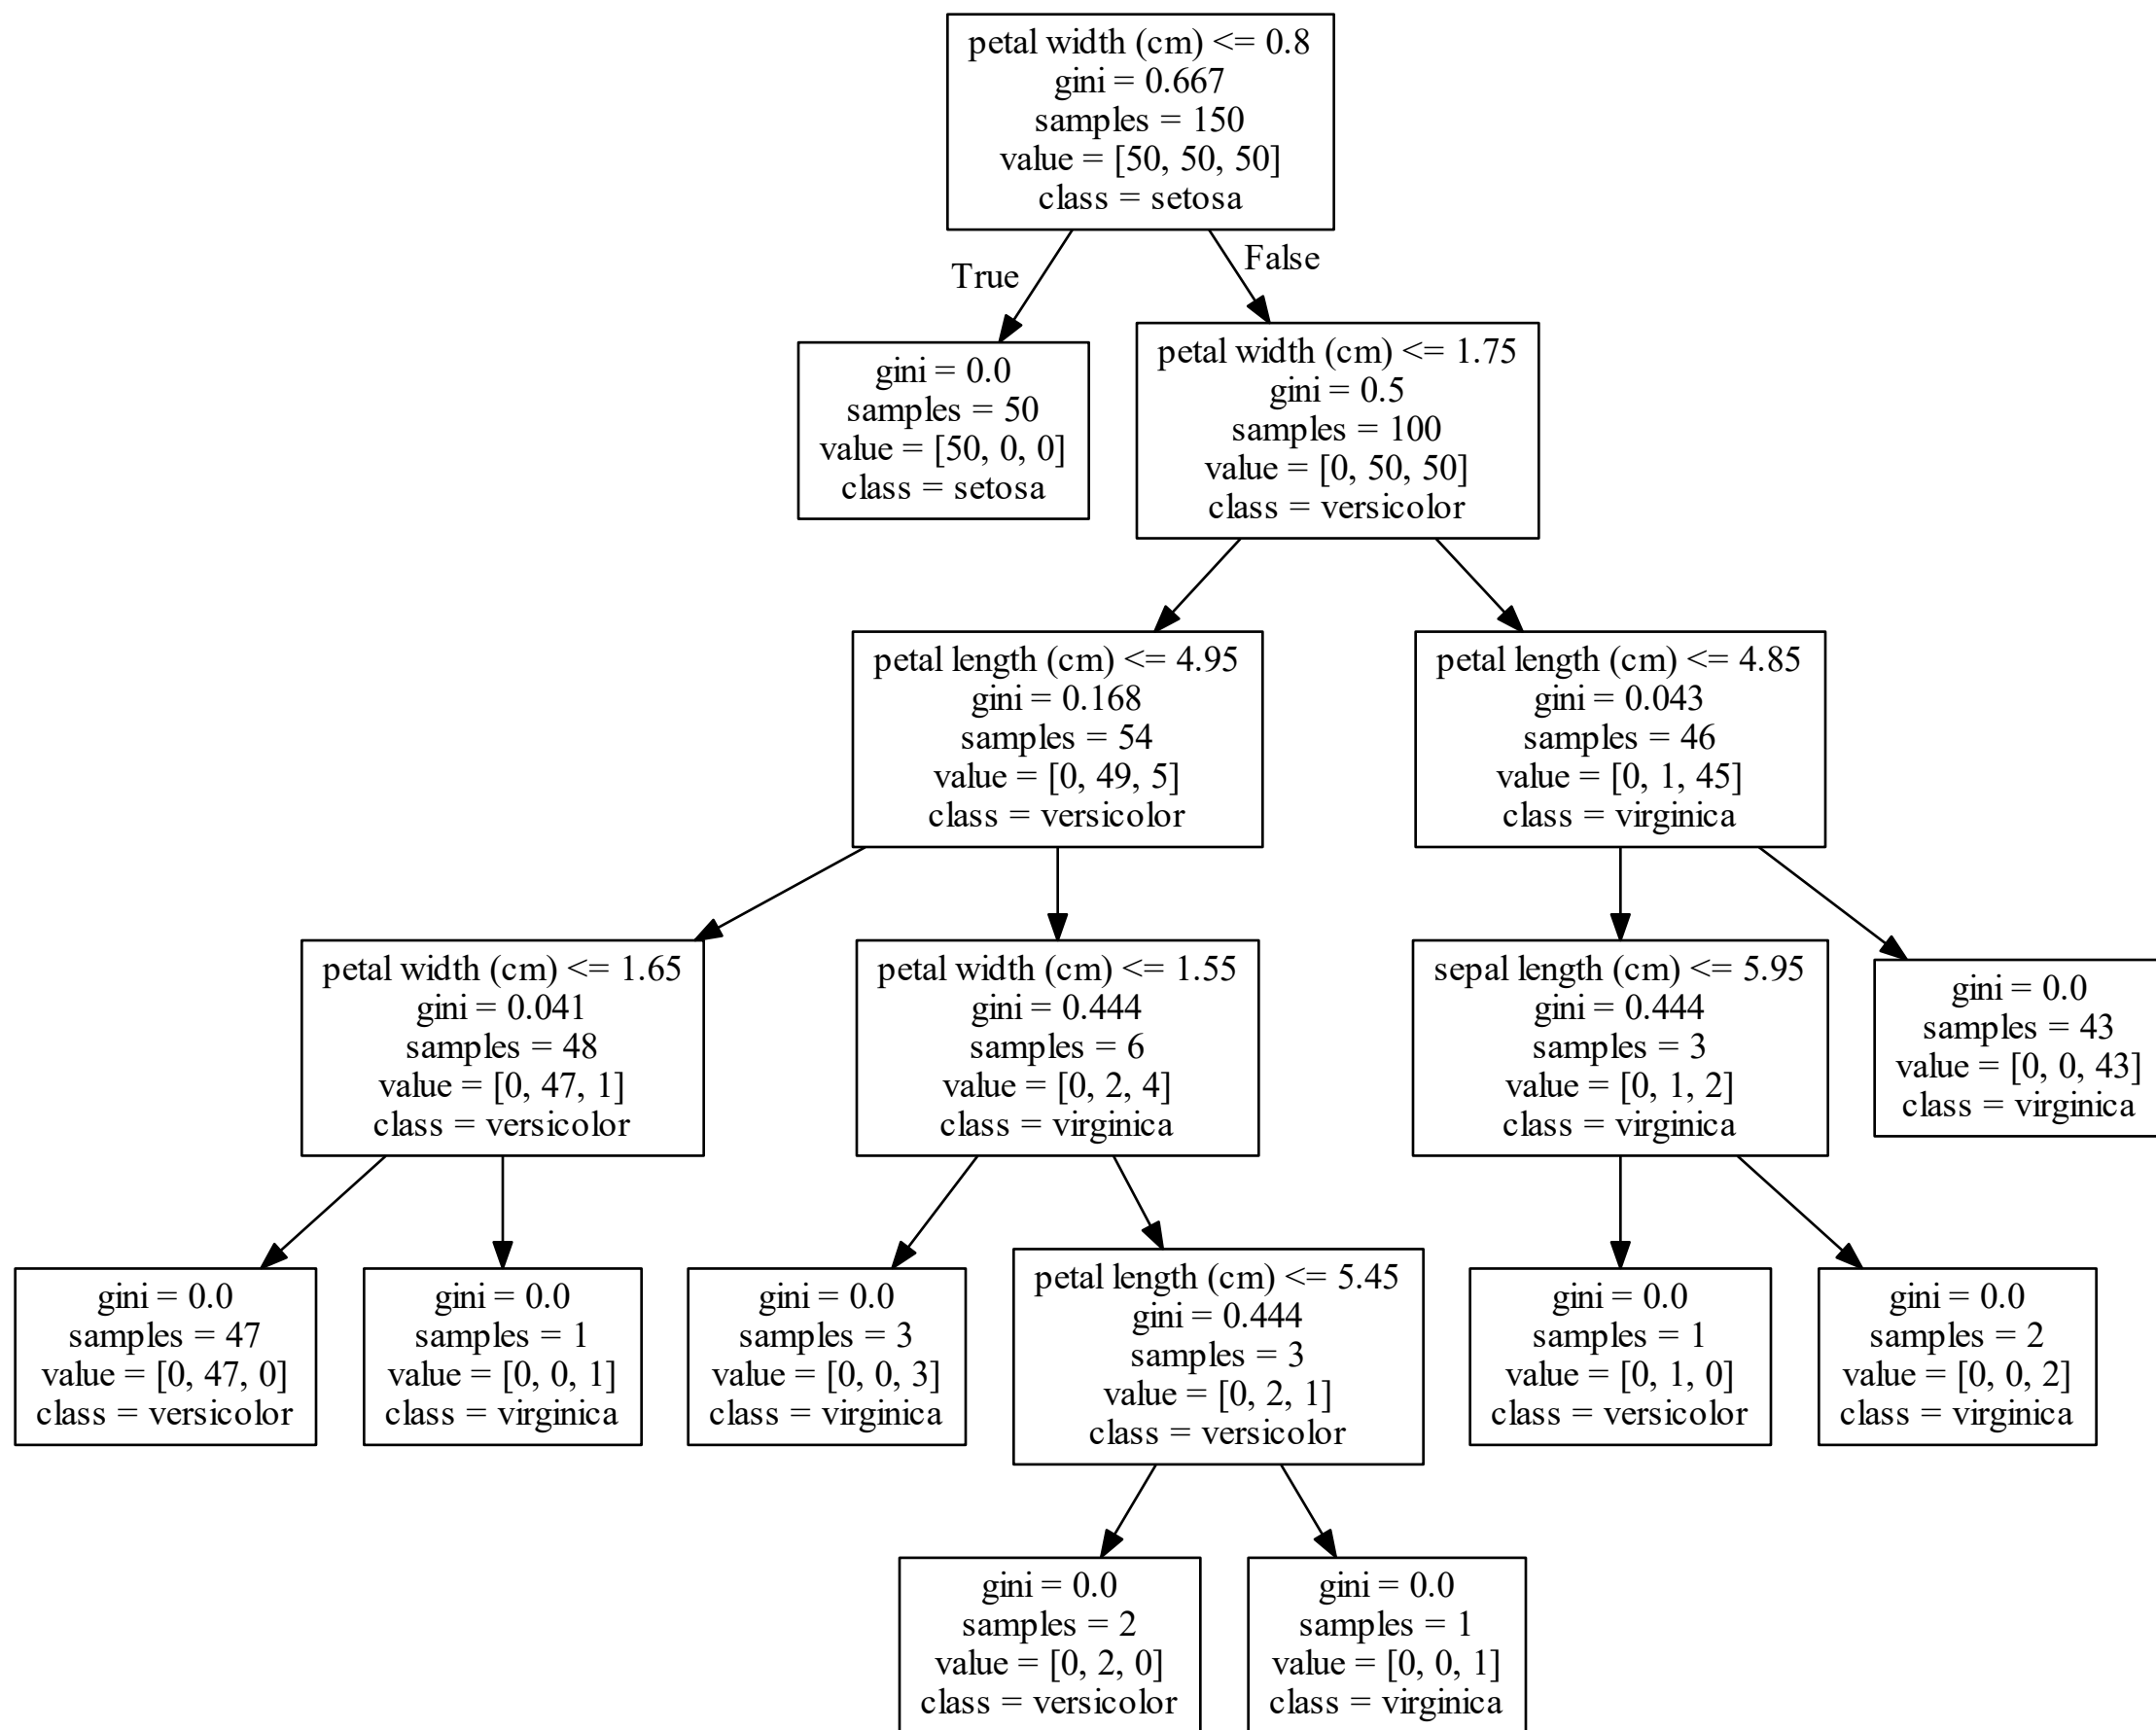 petal width (cm) <= 0.8
gini = 0.667
samples = 150
value = [50, 50, 50]
class = setosa
True
False
gini = 0.0
samples = 50
value = [50, 0, 0]
class = setosa
petal width (cm) <= 1.75
gini = 0.5
samples = 100
value = [0, 50, 50]
class = versicolor
petal length (cm) <= 4.95
gini = 0.168
samples = 54
value = [0, 49, 5]
class = versicolor
petal length (cm) <= 4.85
gini = 0.043
samples = 46
value = [0, 1, 45]
class = virginica
petal width (cm) <= 1.65
gini = 0.041
samples = 48
value = [0, 47, 1]
class = versicolor
petal width (cm) <= 1.55
gini = 0.444
samples = 6
value = [0, 2, 4]
class = virginica
sepal length (cm) <= 5.95
gini = 0.444
samples = 3
value = [0, 1, 2]
class = virginica
gini = 0.0
samples = 43
value = [0, 0, 43]
class = virginica
gini = 0.0
samples = 47
value = [0, 47, 0]
class = versicolor
gini = 0.0
samples = 1
value = [0, 0, 1]
class = virginica
gini = 0.0
samples = 3
value = [0, 0, 3]
class = virginica
petal length (cm) <= 5.45
gini = 0.444
samples = 3
value = [0, 2, 1]
class = versicolor
gini = 0.0
samples = 1
value = [0, 1, 0]
class = versicolor
gini = 0.0
samples = 2
value = [0, 0, 2]
class = virginica
gini = 0.0
samples = 2
value = [0, 2, 0]
class = versicolor
gini = 0.0
samples = 1
value = [0, 0, 1]
class = virginica